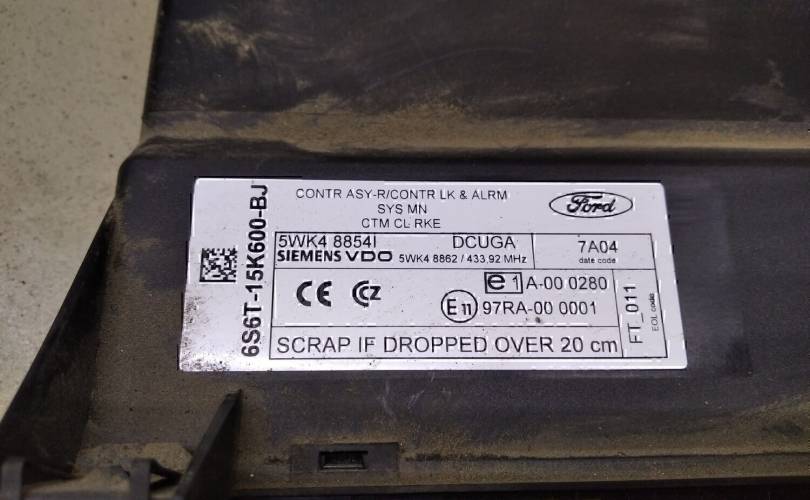 6S6T-15K600-BJ
CONTR ASY-R/CONTR LK & ALRM
SYS MN
CTM CL RKE
Ford
5WK4 8854I DCUGA
SIEMENS VDO 5WK4 8862 / 433,92 MHz
7A04
date code
CE CZ
e1 A-00 0280
E11 97RA-00 0001
SCRAP IF DROPPED OVER 20 cm
FT_011
EOL code